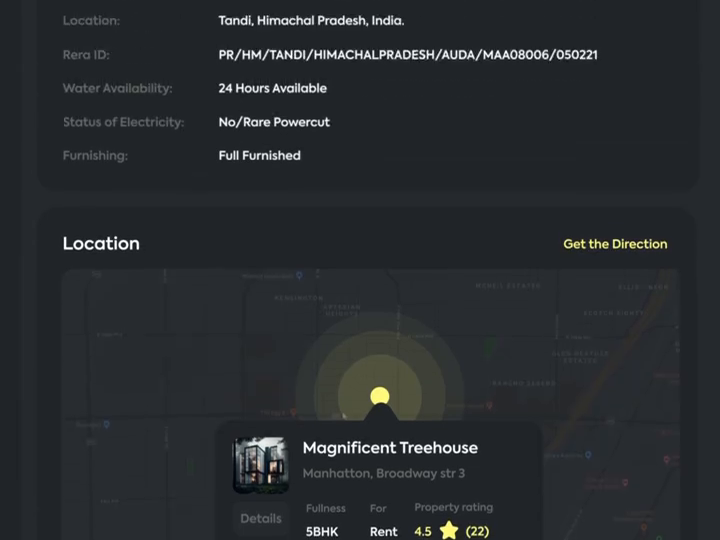 Location: Tandi, Himachal Pradesh, India.
Rera ID: PR/HM/TANDI/HIMACHALPRADESH/AUDA/MAA08006/050221
Water Availability: 24 Hours Available
Status of Electricity: No/Rare Powercut
Furnishing: Full Furnished
Location Get the Direction
Magnificent Treehouse
Manhatton, Broadway str 3
Fullness For Property rating
Details
5BHK Rent 4.5 (22)